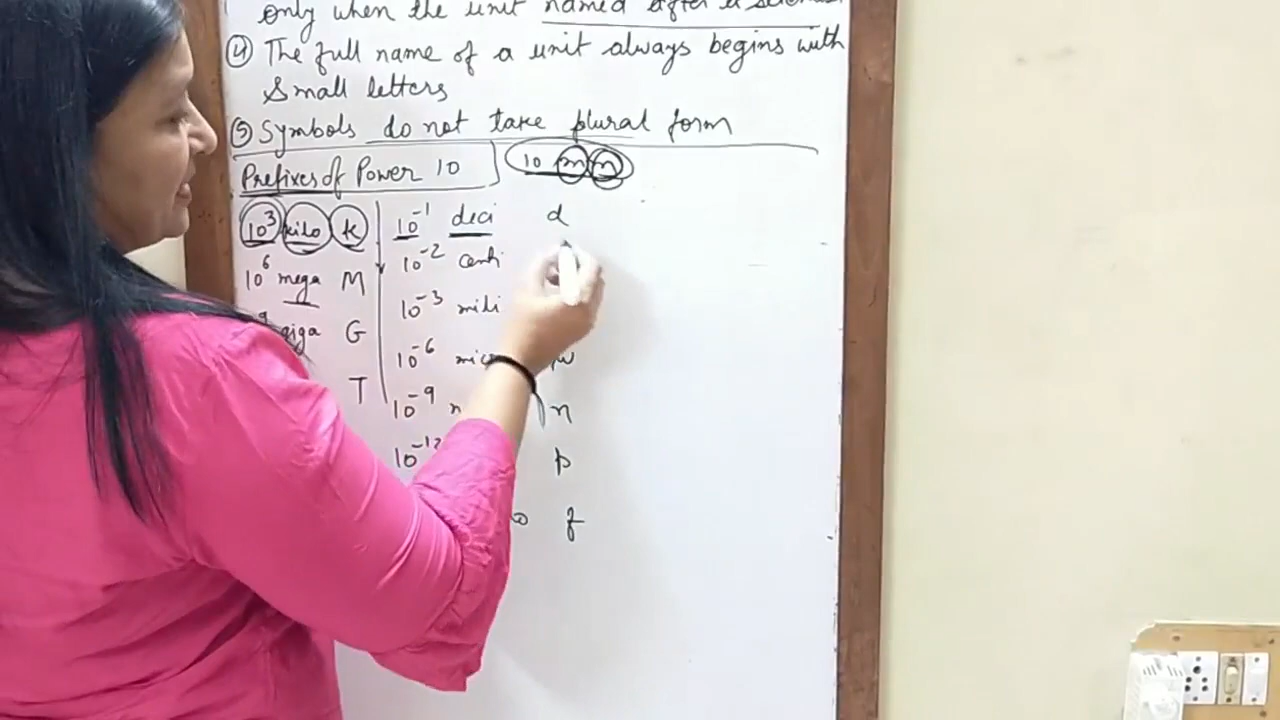 only when the unit named after a
④ The full name of a unit always begins with
Small letters
⑤ Symbols do not take plural form
Prefixes of Power 10
10 m m
10³ kilo k
10⁶ mega M
giga G
T
10⁻¹ deci d
10⁻² centi
10⁻³ mili
10⁻⁶
10⁻⁹ n
10⁻¹² p
f